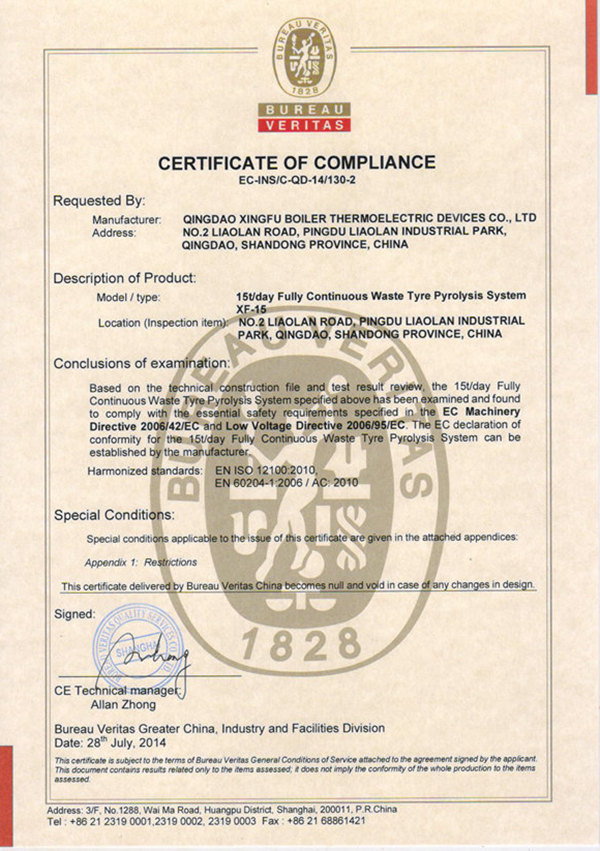 BUREAU VERITAS
1828
BUREAU
VERITAS
CERTIFICATE OF COMPLIANCE
EC-INS/C-QD-14/130-2
Requested By:
Manufacturer: QINGDAO XINGFU BOILER THERMOELECTRIC DEVICES CO., LTD
Address: NO.2 LIAOLAN ROAD, PINGDU LIAOLAN INDUSTRIAL PARK,
QINGDAO, SHANDONG PROVINCE, CHINA
Description of Product:
Model / type: 15t/day Fully Continuous Waste Tyre Pyrolysis System
XF-15
Location (Inspection item): NO.2 LIAOLAN ROAD, PINGDU LIAOLAN INDUSTRIAL
PARK, QINGDAO, SHANDONG PROVINCE, CHINA
Conclusions of examination:
Based on the technical construction file and test result review, the 15t/day Fully
Continuous Waste Tyre Pyrolysis System specified above has been examined and found
to comply with the essential safety requirements specified in the EC Machinery
Directive 2006/42/EC and Low Voltage Directive 2006/95/EC. The EC declaration of
conformity for the 15t/day Fully Continuous Waste Tyre Pyrolysis System can be
established by the manufacturer.
Harmonized standards: EN ISO 12100:2010,
EN 60204-1:2006 / AC: 2010
Special Conditions:
Special conditions applicable to the issue of this certificate are given in the attached appendices:
Appendix 1: Restrictions
This certificate delivered by Bureau Veritas China becomes null and void in case of any changes in design.
BUREAU VERITAS
1828
Signed:
BUREAU VERITAS QUALITY SERVICES
SHANGHAI
CE Technical manager:
Allan Zhong
Bureau Veritas Greater China, Industry and Facilities Division
Date: 28th July, 2014
This certificate is subject to the terms of Bureau Veritas General Conditions of Service attached to the agreement signed by the applicant.
This document contains results related only to the items assessed; it does not imply the conformity of the whole production to the items
assessed.
Address: 3/F, No.1288, Wai Ma Road, Huangpu District, Shanghai, 200011, P.R.China
Tel : +86 21 2319 0001,2319 0002, 2319 0003 Fax : +86 21 68861421